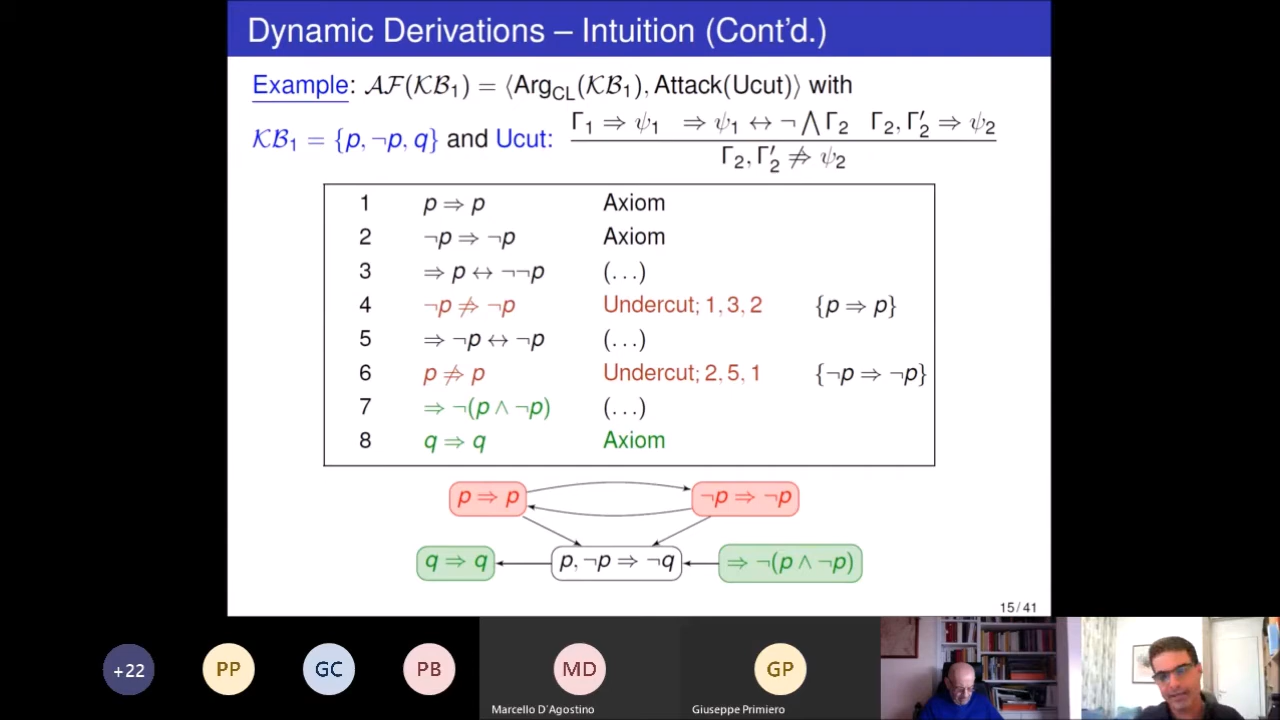 Dynamic Derivations – Intuition (Cont'd.)
Example: 𝒜ℱ(𝒦ℬ₁) = ⟨Arg_CL(𝒦ℬ₁), Attack(Ucut)⟩ with
𝒦ℬ₁ = {p, ¬p, q} and Ucut: Γ₁ ⇒ ψ₁ ⇒ ψ₁ ↔ ¬⋀Γ₂ Γ₂, Γ₂′ ⇒ ψ₂
Γ₂, Γ₂′ ⇏ ψ₂
1 p ⇒ p Axiom
2 ¬p ⇒ ¬p Axiom
3 ⇒ p ↔ ¬¬p (...)
4 ¬p ⇏ ¬p Undercut; 1, 3, 2 {p ⇒ p}
5 ⇒ ¬p ↔ ¬p (...)
6 p ⇏ p Undercut; 2, 5, 1 {¬p ⇒ ¬p}
7 ⇒ ¬(p ∧ ¬p) (...)
8 q ⇒ q Axiom
p ⇒ p ¬p ⇒ ¬p
q ⇒ q p, ¬p ⇒ ¬q ⇒ ¬(p ∧ ¬p)
15/41
+22 PP GC PB MD GP
Marcello D´Agostino Giuseppe Primiero